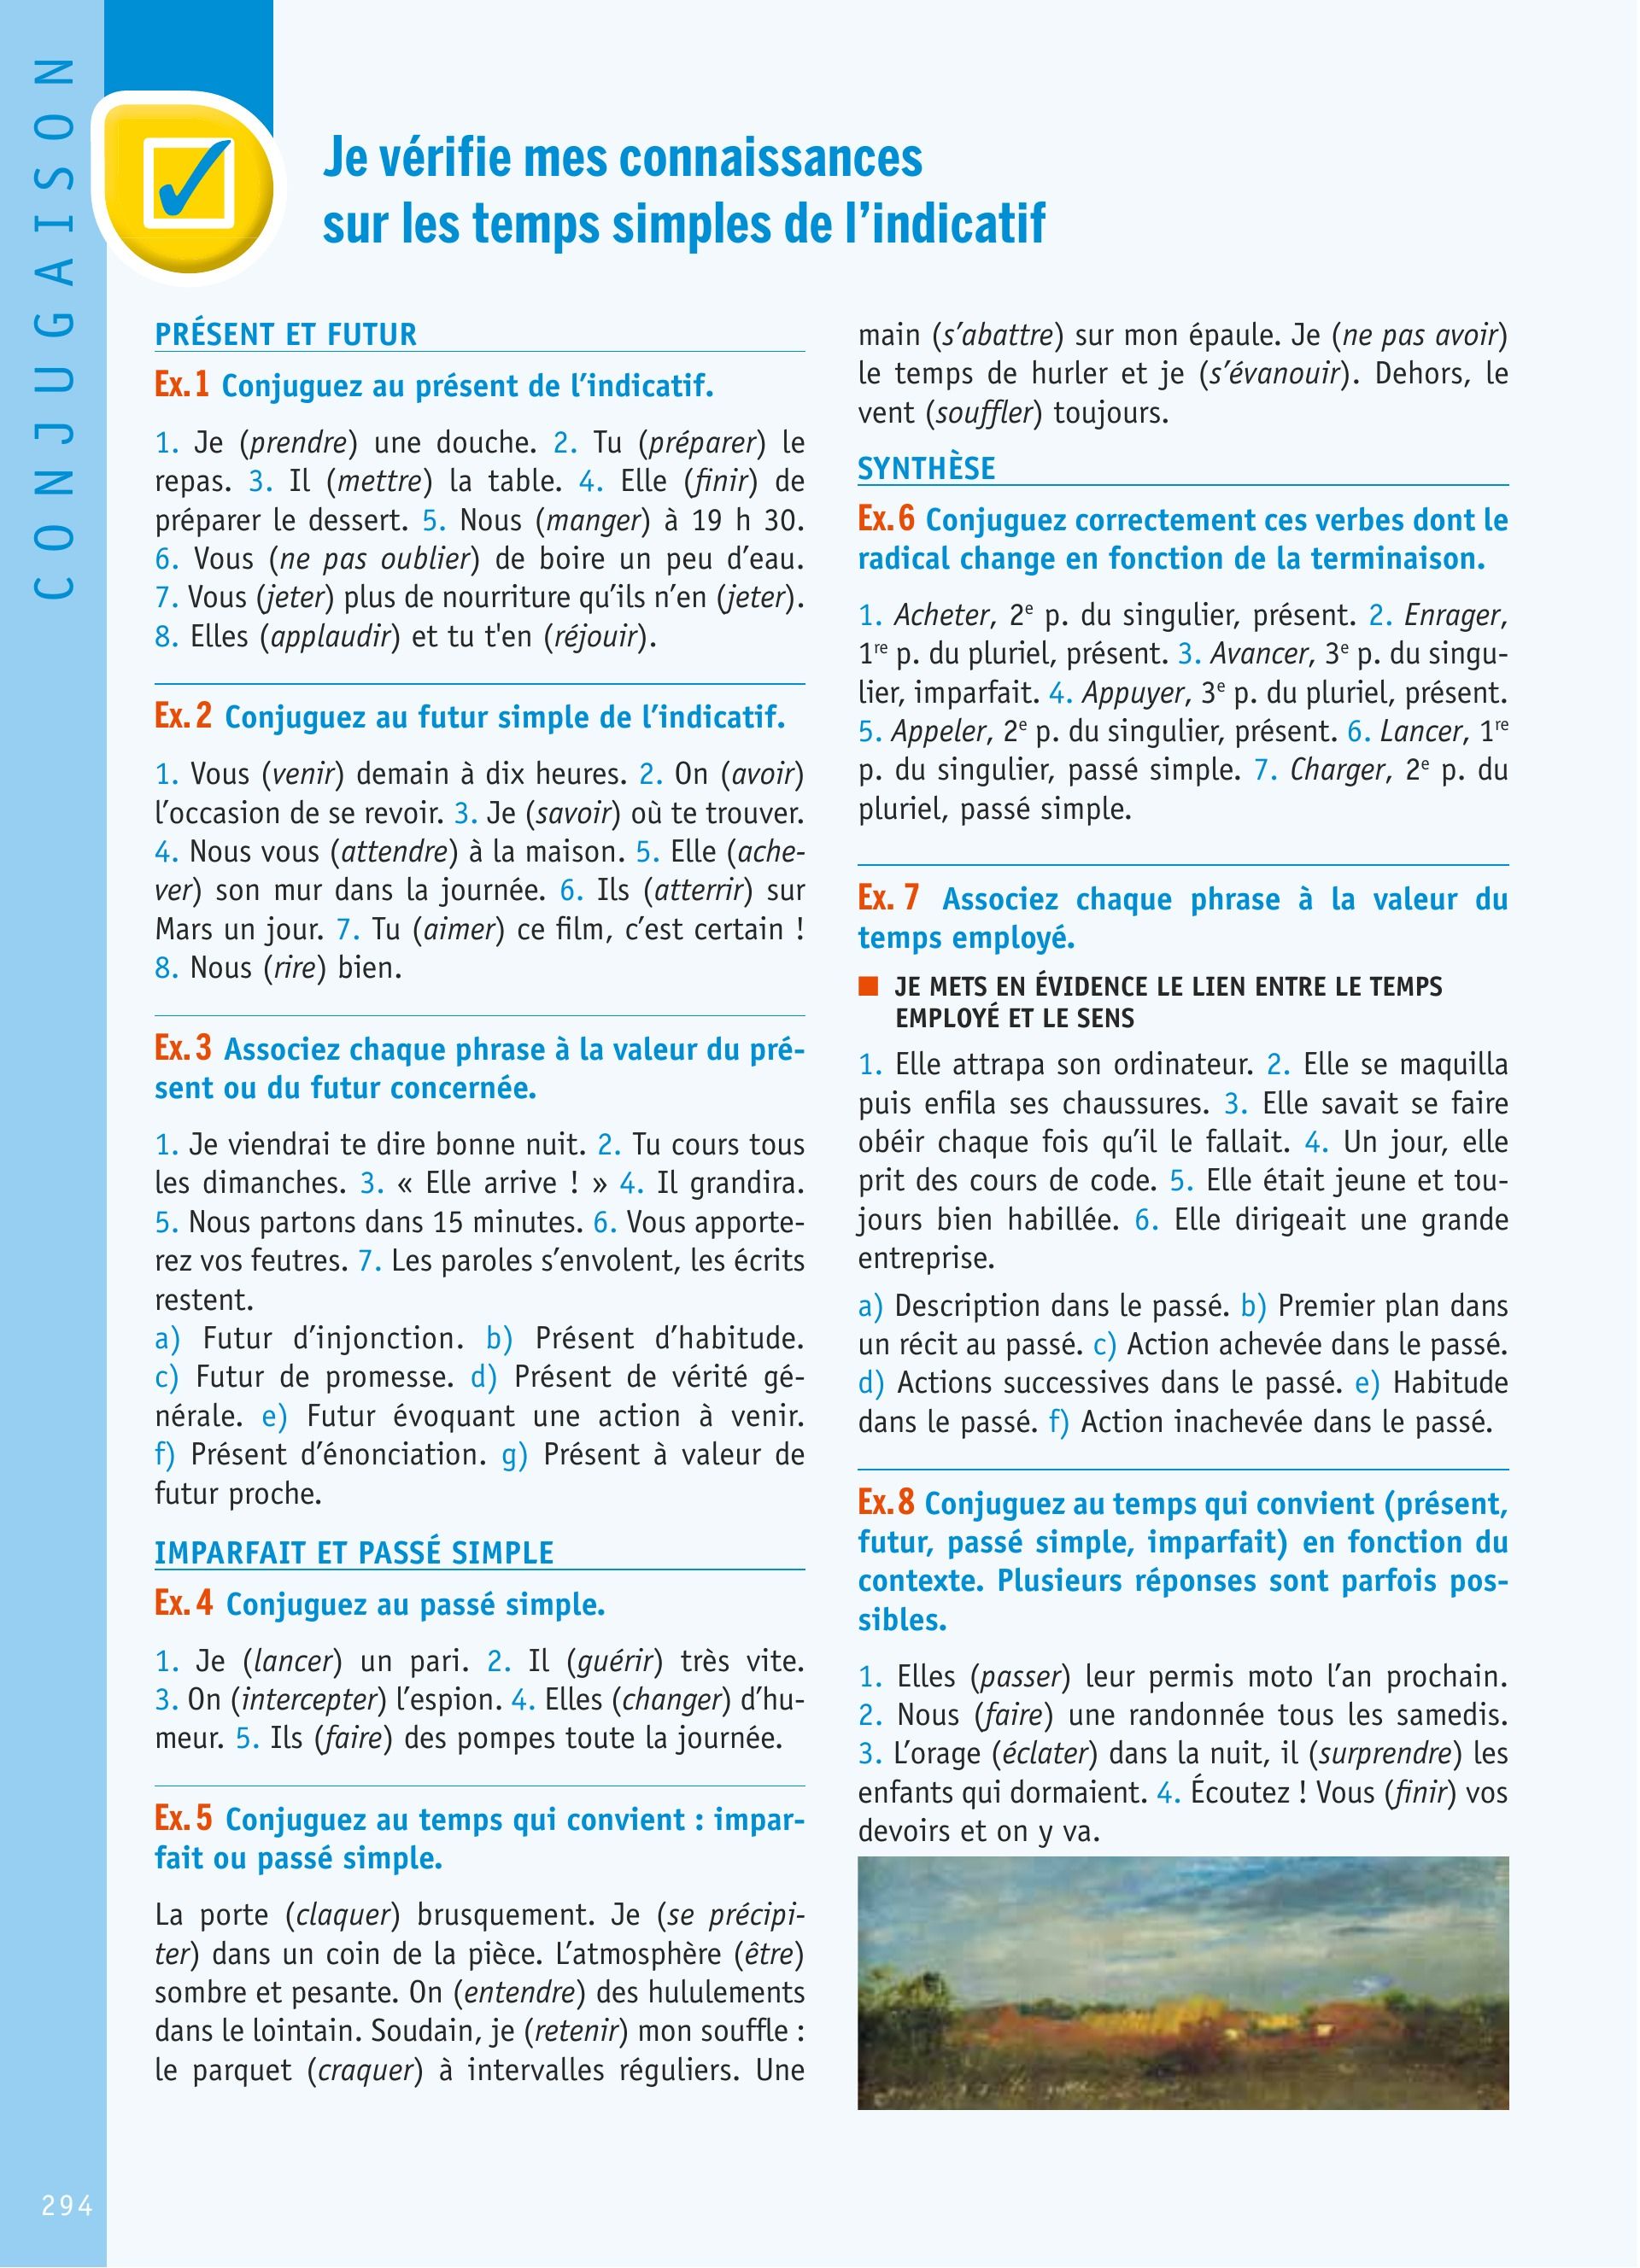 CONJUGAISON
Je vérifie mes connaissances
sur les temps simples de l’indicatif
PRÉSENT ET FUTUR
Ex. 1 Conjuguez au présent de l’indicatif.
1. Je (prendre) une douche. 2. Tu (préparer) le
repas. 3. Il (mettre) la table. 4. Elle (finir) de
préparer le dessert. 5. Nous (manger) à 19 h 30.
6. Vous (ne pas oublier) de boire un peu d’eau.
7. Vous (jeter) plus de nourriture qu’ils n’en (jeter).
8. Elles (applaudir) et tu t'en (réjouir).
Ex. 2 Conjuguez au futur simple de l’indicatif.
1. Vous (venir) demain à dix heures. 2. On (avoir)
l’occasion de se revoir. 3. Je (savoir) où te trouver.
4. Nous vous (attendre) à la maison. 5. Elle (ache-
ver) son mur dans la journée. 6. Ils (atterrir) sur
Mars un jour. 7. Tu (aimer) ce film, c’est certain !
8. Nous (rire) bien.
Ex. 3 Associez chaque phrase à la valeur du pré-
sent ou du futur concernée.
1. Je viendrai te dire bonne nuit. 2. Tu cours tous
les dimanches. 3. « Elle arrive ! » 4. Il grandira.
5. Nous partons dans 15 minutes. 6. Vous apporte-
rez vos feutres. 7. Les paroles s’envolent, les écrits
restent.
a) Futur d’injonction. b) Présent d’habitude.
c) Futur de promesse. d) Présent de vérité gé-
nérale. e) Futur évoquant une action à venir.
f) Présent d’énonciation. g) Présent à valeur de
futur proche.
IMPARFAIT ET PASSÉ SIMPLE
Ex. 4 Conjuguez au passé simple.
1. Je (lancer) un pari. 2. Il (guérir) très vite.
3. On (intercepter) l’espion. 4. Elles (changer) d’hu-
meur. 5. Ils (faire) des pompes toute la journée.
Ex. 5 Conjuguez au temps qui convient : impar-
fait ou passé simple.
La porte (claquer) brusquement. Je (se précipi-
ter) dans un coin de la pièce. L’atmosphère (être)
sombre et pesante. On (entendre) des hululements
dans le lointain. Soudain, je (retenir) mon souffle :
le parquet (craquer) à intervalles réguliers. Une
main (s’abattre) sur mon épaule. Je (ne pas avoir)
le temps de hurler et je (s’évanouir). Dehors, le
vent (souffler) toujours.
SYNTHÈSE
Ex. 6 Conjuguez correctement ces verbes dont le
radical change en fonction de la terminaison.
1. Acheter, 2e p. du singulier, présent. 2. Enrager,
1re p. du pluriel, présent. 3. Avancer, 3e p. du singu-
lier, imparfait. 4. Appuyer, 3e p. du pluriel, présent.
5. Appeler, 2e p. du singulier, présent. 6. Lancer, 1re
p. du singulier, passé simple. 7. Charger, 2e p. du
pluriel, passé simple.
Ex. 7 Associez chaque phrase à la valeur du
temps employé.
JE METS EN ÉVIDENCE LE LIEN ENTRE LE TEMPS
EMPLOYÉ ET LE SENS
1. Elle attrapa son ordinateur. 2. Elle se maquilla
puis enfila ses chaussures. 3. Elle savait se faire
obéir chaque fois qu’il le fallait. 4. Un jour, elle
prit des cours de code. 5. Elle était jeune et tou-
jours bien habillée. 6. Elle dirigeait une grande
entreprise.
a) Description dans le passé. b) Premier plan dans
un récit au passé. c) Action achevée dans le passé.
d) Actions successives dans le passé. e) Habitude
dans le passé. f) Action inachevée dans le passé.
Ex. 8 Conjuguez au temps qui convient (présent,
futur, passé simple, imparfait) en fonction du
contexte. Plusieurs réponses sont parfois pos-
sibles.
1. Elles (passer) leur permis moto l’an prochain.
2. Nous (faire) une randonnée tous les samedis.
3. L’orage (éclater) dans la nuit, il (surprendre) les
enfants qui dormaient. 4. Écoutez ! Vous (finir) vos
devoirs et on y va.
294